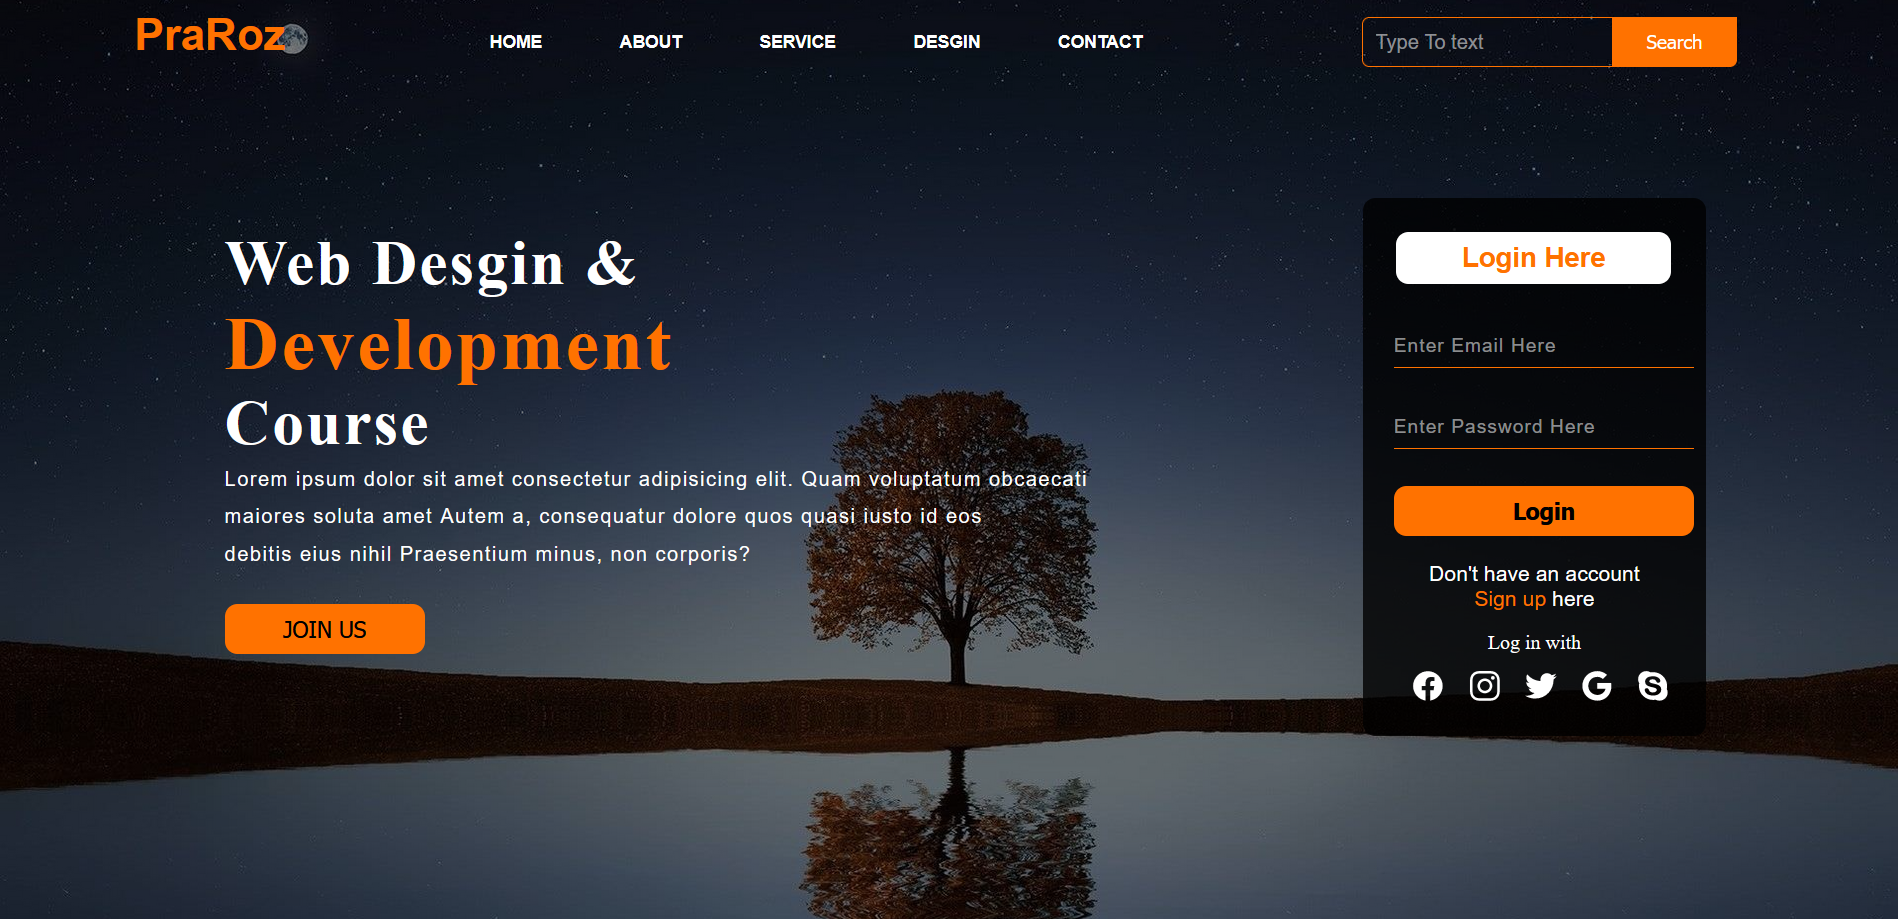 PraRoz
HOME
ABOUT
SERVICE
DESGIN
CONTACT
Type To text
Search
Web Desgin &
Development
Course
Lorem ipsum dolor sit amet consectetur adipisicing elit. Quam voluptatum obcaecati
maiores soluta amet Autem a, consequatur dolore quos quasi iusto id eos
debitis eius nihil Praesentium minus, non corporis?
JOIN US
Login Here
Enter Email Here
Enter Password Here
Login
Don't have an account
Sign up here
Log in with